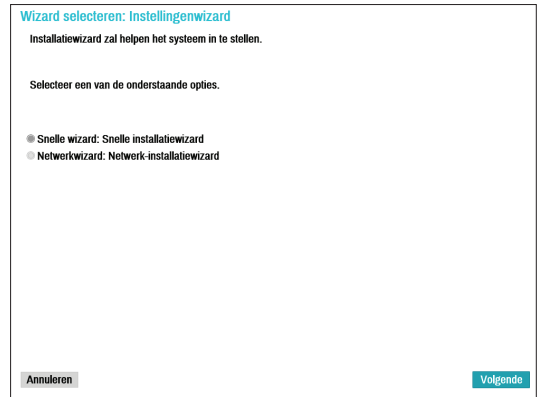 Wizard selecteren: Instellingenwizard
Installatiewizard zal helpen het systeem in te stellen.
Selecteer een van de onderstaande opties.
Snelle wizard: Snelle installatiewizard
Netwerkwizard: Netwerk-installatiewizard
Annuleren
Volgende